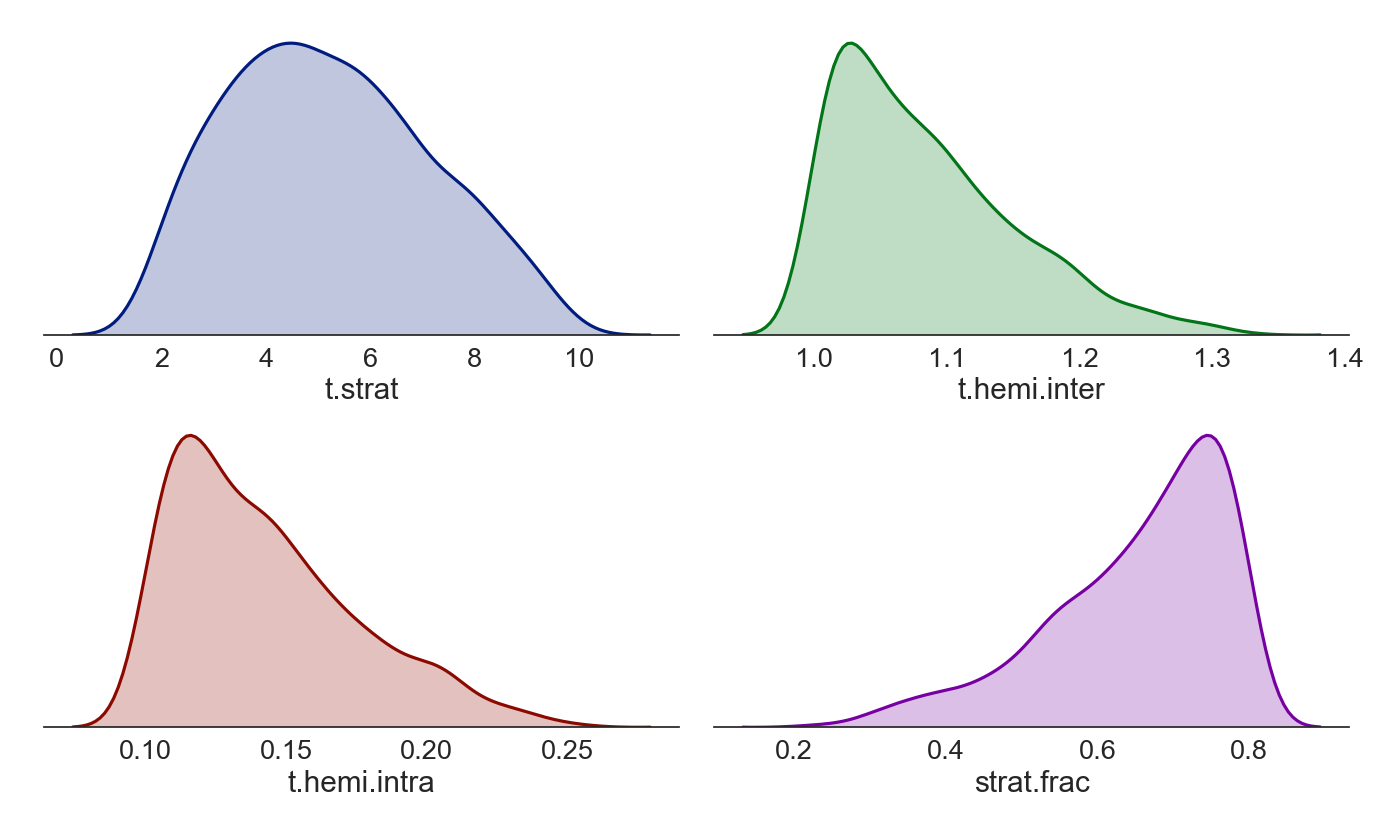 0 2 4 6 8 10
t.strat
1.0 1.1 1.2 1.3 1.4
t.hemi.inter
0.10 0.15 0.20 0.25
t.hemi.intra
0.2 0.4 0.6 0.8
strat.frac